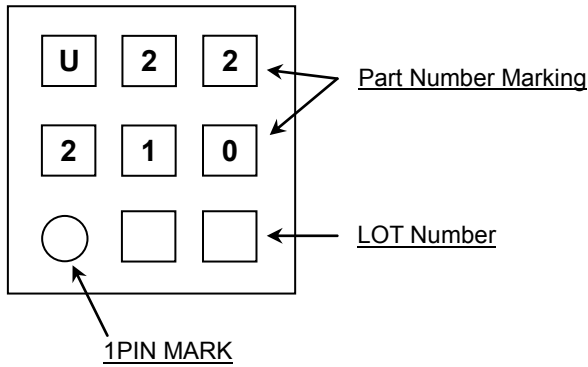 U 2 2
Part Number Marking
2 1 0
LOT Number
1PIN MARK